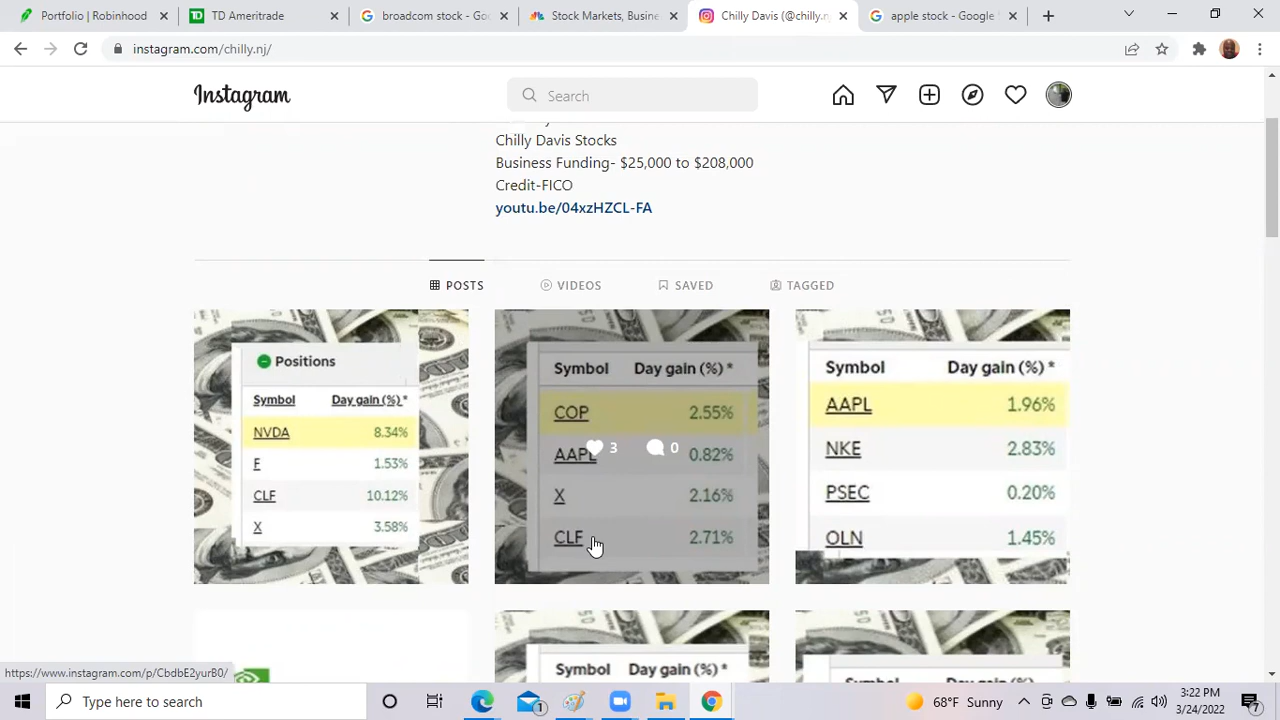 Portfolio | Robinhood
TD Ameritrade
broadcom stock - Go
Stock Markets, Busine
Chilly Davis (@chilly.nj
apple stock - Google
instagram.com/chilly.nj/
Instagram
Search
Chilly Davis Stocks
Business Funding- $25,000 to $208,000
Credit-FICO
youtu.be/04xzHZCL-FA
POSTS
VIDEOS
SAVED
TAGGED
Positions
Symbol Day gain (%)*
NVDA 8.34%
F 1.53%
CLF 10.12%
X 3.58%
Symbol Day gain (%)*
COP 2.55%
3 0
AAPL 0.82%
X 2.16%
CLF 2.71%
Symbol Day gain (%)*
AAPL 1.96%
NKE 2.83%
PSEC 0.20%
OLN 1.45%
Symbol Day gain (%)*
https://www.instagram.com/p/CbdbE2yurB0/
Type here to search
1
68°F Sunny
3:22 PM
3/24/2022
7